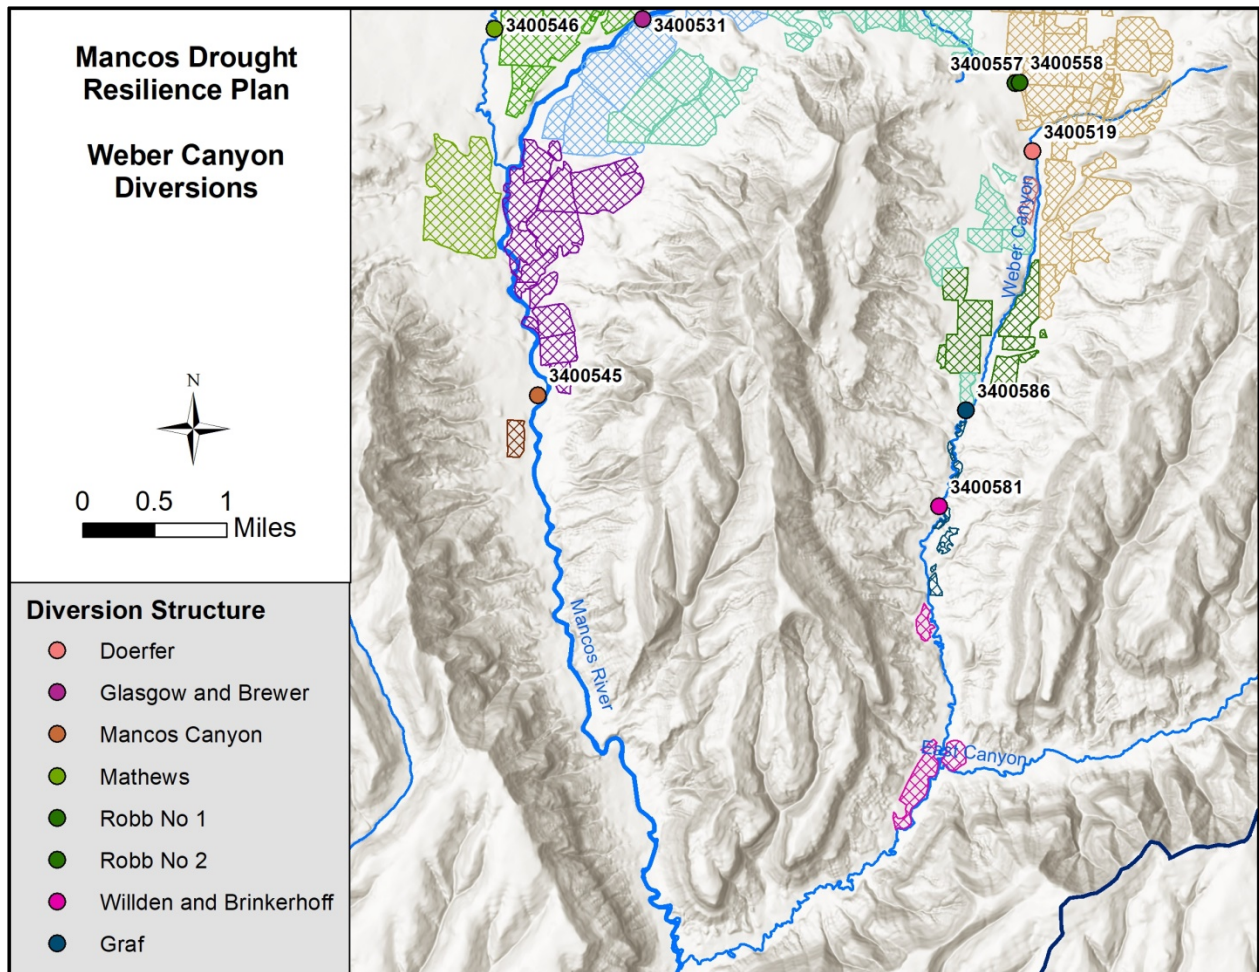 Mancos Drought
Resilience Plan
Weber Canyon
Diversions
N
0 0.5 1
Miles
Diversion Structure
Doerfer
Glasgow and Brewer
Mancos Canyon
Mathews
Robb No 1
Robb No 2
Willden and Brinkerhoff
Graf
3400546
3400531
3400557
3400558
3400519
Weber Canyon
3400545
3400586
3400581
Mancos River
East Canyon